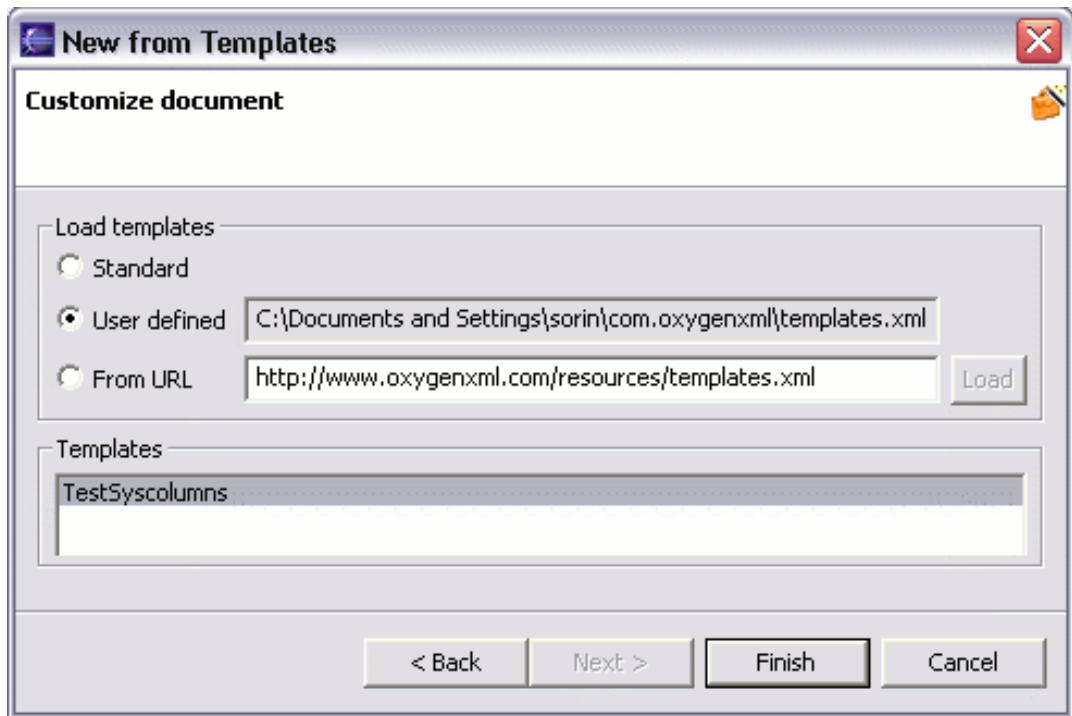 New from Templates
Customize document
Load templates
Standard
User defined C:\Documents and Settings\sorin\com.oxygenxml\templates.xml
From URL http://www.oxygenxml.com/resources/templates.xml Load
Templates
TestSyscolumns
< Back Next > Finish Cancel